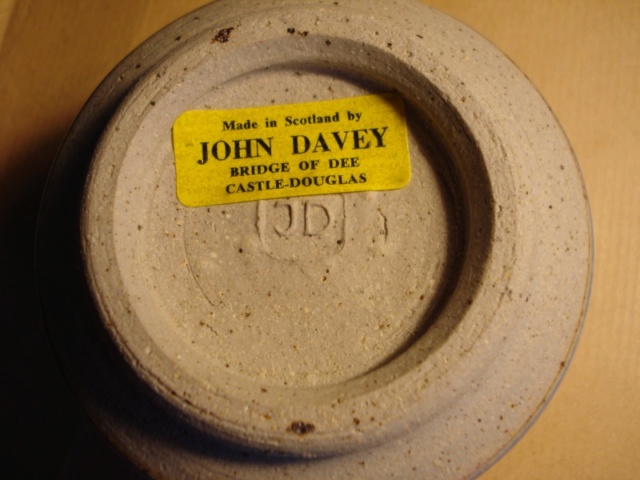 Made in Scotland by
JOHN DAVEY
BRIDGE OF DEE
CASTLE-DOUGLAS
JD